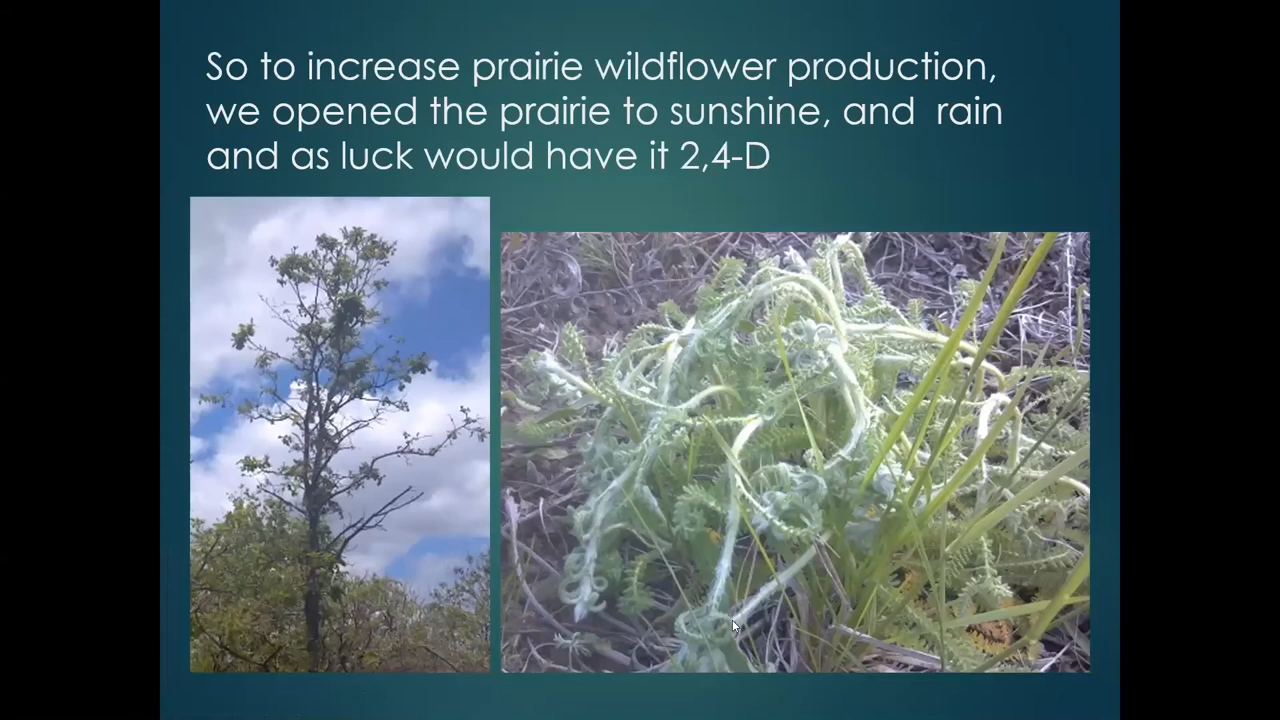 So to increase prairie wildflower production,
we opened the prairie to sunshine, and  rain
and as luck would have it 2,4-D